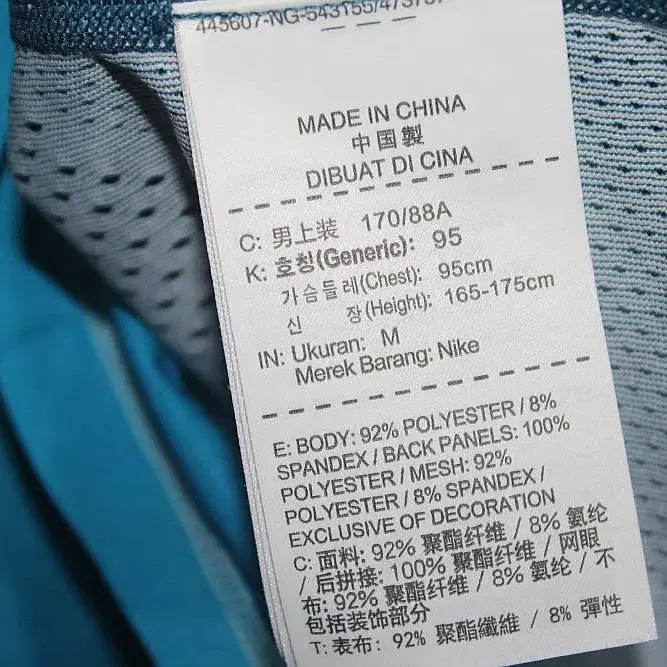 MADE IN CHINA
中國製
DIBUAT DI CINA
C: 男上装 170/88A
K: 호칭(Generic): 95
가슴둘레(Chest): 95cm
신 장(Height): 165-175cm
IN: Ukuran: M
Merek Barang: Nike
E: BODY: 92% POLYESTER / 8%
SPANDEX / BACK PANELS: 100%
POLYESTER / MESH: 92%
POLYESTER / 8% SPANDEX /
EXCLUSIVE OF DECORATION
C: 面料: 92% 聚酯纤维 / 8% 氨纶
/ 后拼接: 100% 聚酯纤维 / 网眼
布: 92% 聚酯纤维 / 8% 氨纶 / 不
包括装饰部分
T: 表布: 92% 聚酯纖維 / 8% 彈性